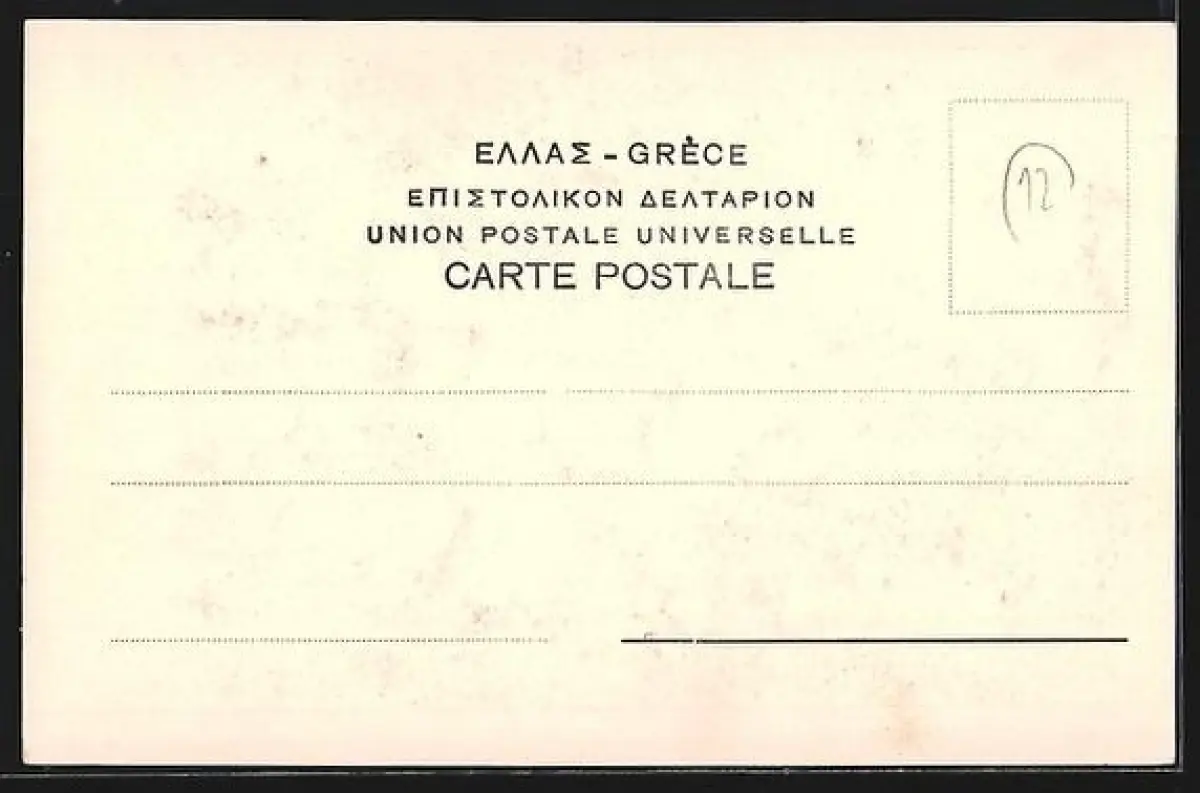 ΕΛΛΑΣ – GRÈCE
ΕΠΙΣΤΟΛΙΚΟΝ ΔΕΛΤΑΡΙΟΝ
UNION POSTALE UNIVERSELLE
CARTE POSTALE
12